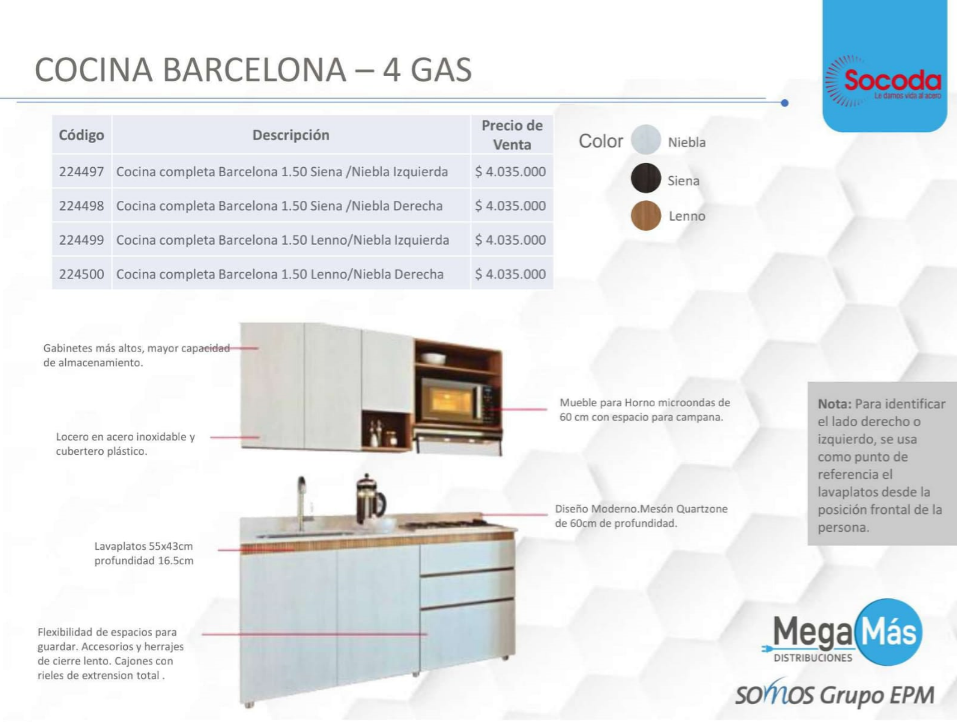 COCINA BARCELONA – 4 GAS
Socoda
Le damos vida al acero
Código Descripción Precio de Venta
224497 Cocina completa Barcelona 1.50 Siena /Niebla Izquierda $ 4.035.000
224498 Cocina completa Barcelona 1.50 Siena /Niebla Derecha $ 4.035.000
224499 Cocina completa Barcelona 1.50 Lenno/Niebla Izquierda $ 4.035.000
224500 Cocina completa Barcelona 1.50 Lenno/Niebla Derecha $ 4.035.000
Color
Niebla
Siena
Lenno
Gabinetes más altos, mayor capacidad
de almacenamiento.
Locero en acero inoxidable y
cubertero plástico.
Mueble para Horno microondas de
60 cm con espacio para campana.
Diseño Moderno.Mesón Quartzone
de 60cm de profundidad.
Lavaplatos 55x43cm
profundidad 16.5cm
Flexibilidad de espacios para
guardar. Accesorios y herrajes
de cierre lento. Cajones con
rieles de extrension total .
Nota: Para identificar
el lado derecho o
izquierdo, se usa
como punto de
referencia el
lavaplatos desde la
posición frontal de la
persona.
MegaMás
DISTRIBUCIONES
SOMOS Grupo EPM